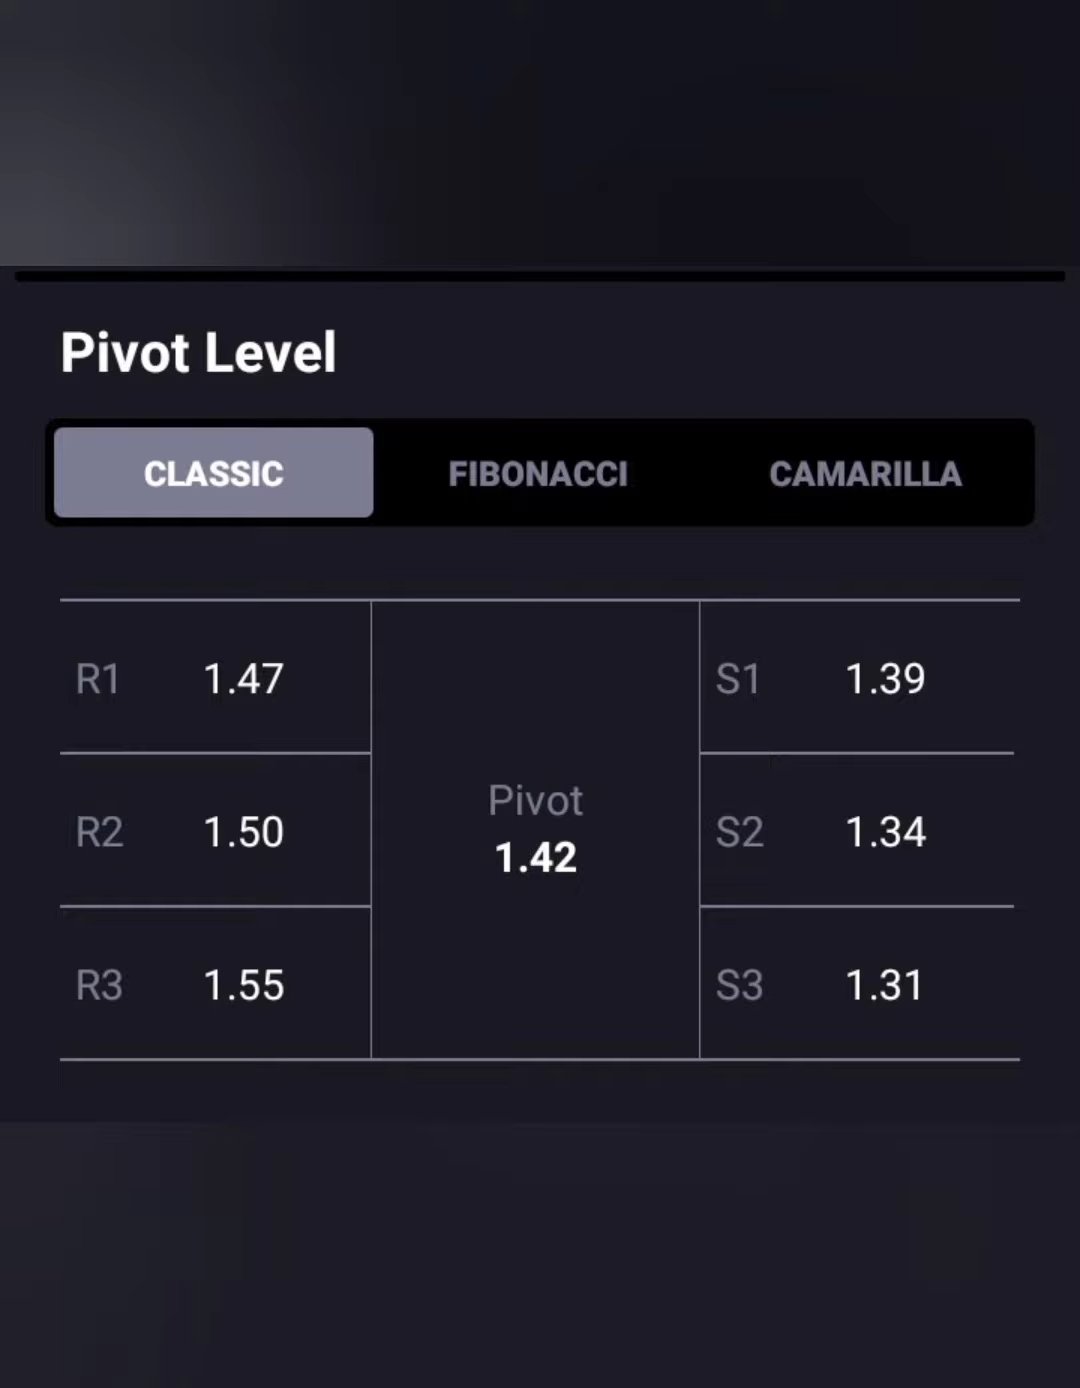 Pivot Level
CLASSIC FIBONACCI CAMARILLA
R1 1.47 S1 1.39
Pivot
R2 1.50 1.42 S2 1.34
R3 1.55 S3 1.31